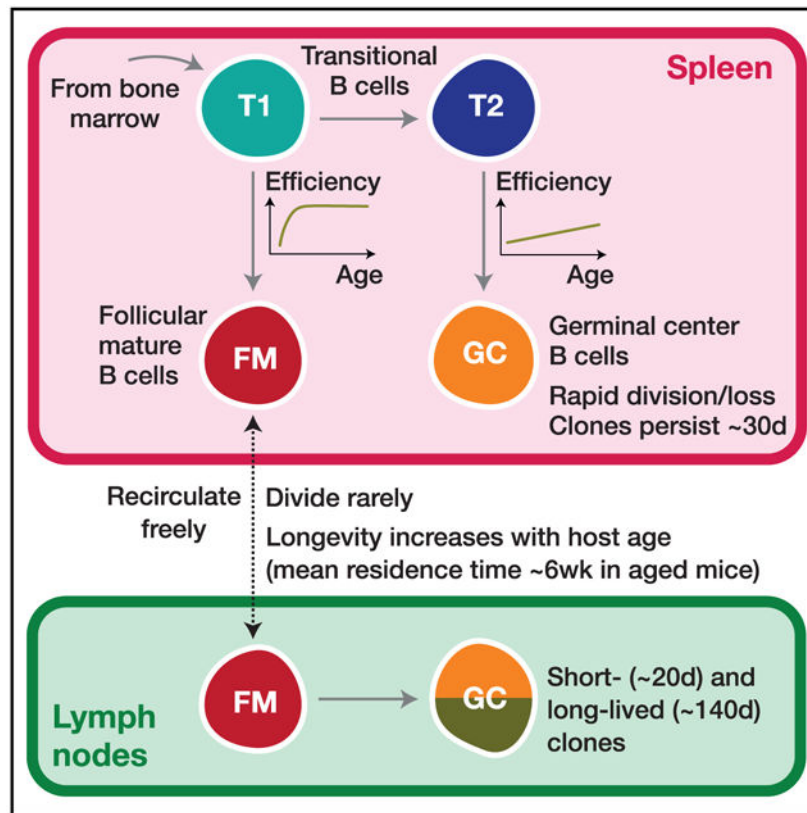 Spleen
From bone
marrow
T1
Transitional
B cells
T2
Efficiency
Age
Efficiency
Age
Follicular
mature
B cells
FM
GC
Germinal center
B cells
Rapid division/loss
Clones persist ~30d
Recirculate
freely
Divide rarely
Longevity increases with host age
(mean residence time ~6wk in aged mice)
Lymph
nodes
FM
GC
Short- (~20d) and
long-lived (~140d)
clones